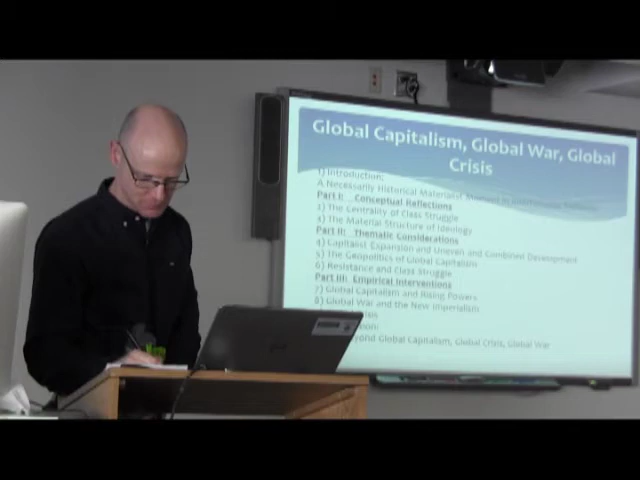 Global Capitalism, Global War, Global
Crisis
1) Introduction:
A Necessarily Historical Materialist
Part I: Conceptual Reflections
1) The Centrality of Class Struggle
3) The Material Structure of Ideology
Part II: Thematic Considerations
4) Capitalist Expansion and Uneven and Combined Development
5) The Geopolitics of Global Capitalism
6) Resistance and Class Struggle
Part III: Empirical Interventions
7) Global Capitalism and Rising Powers
8) Global War and the New Imperialism
Global Crisis, Global War